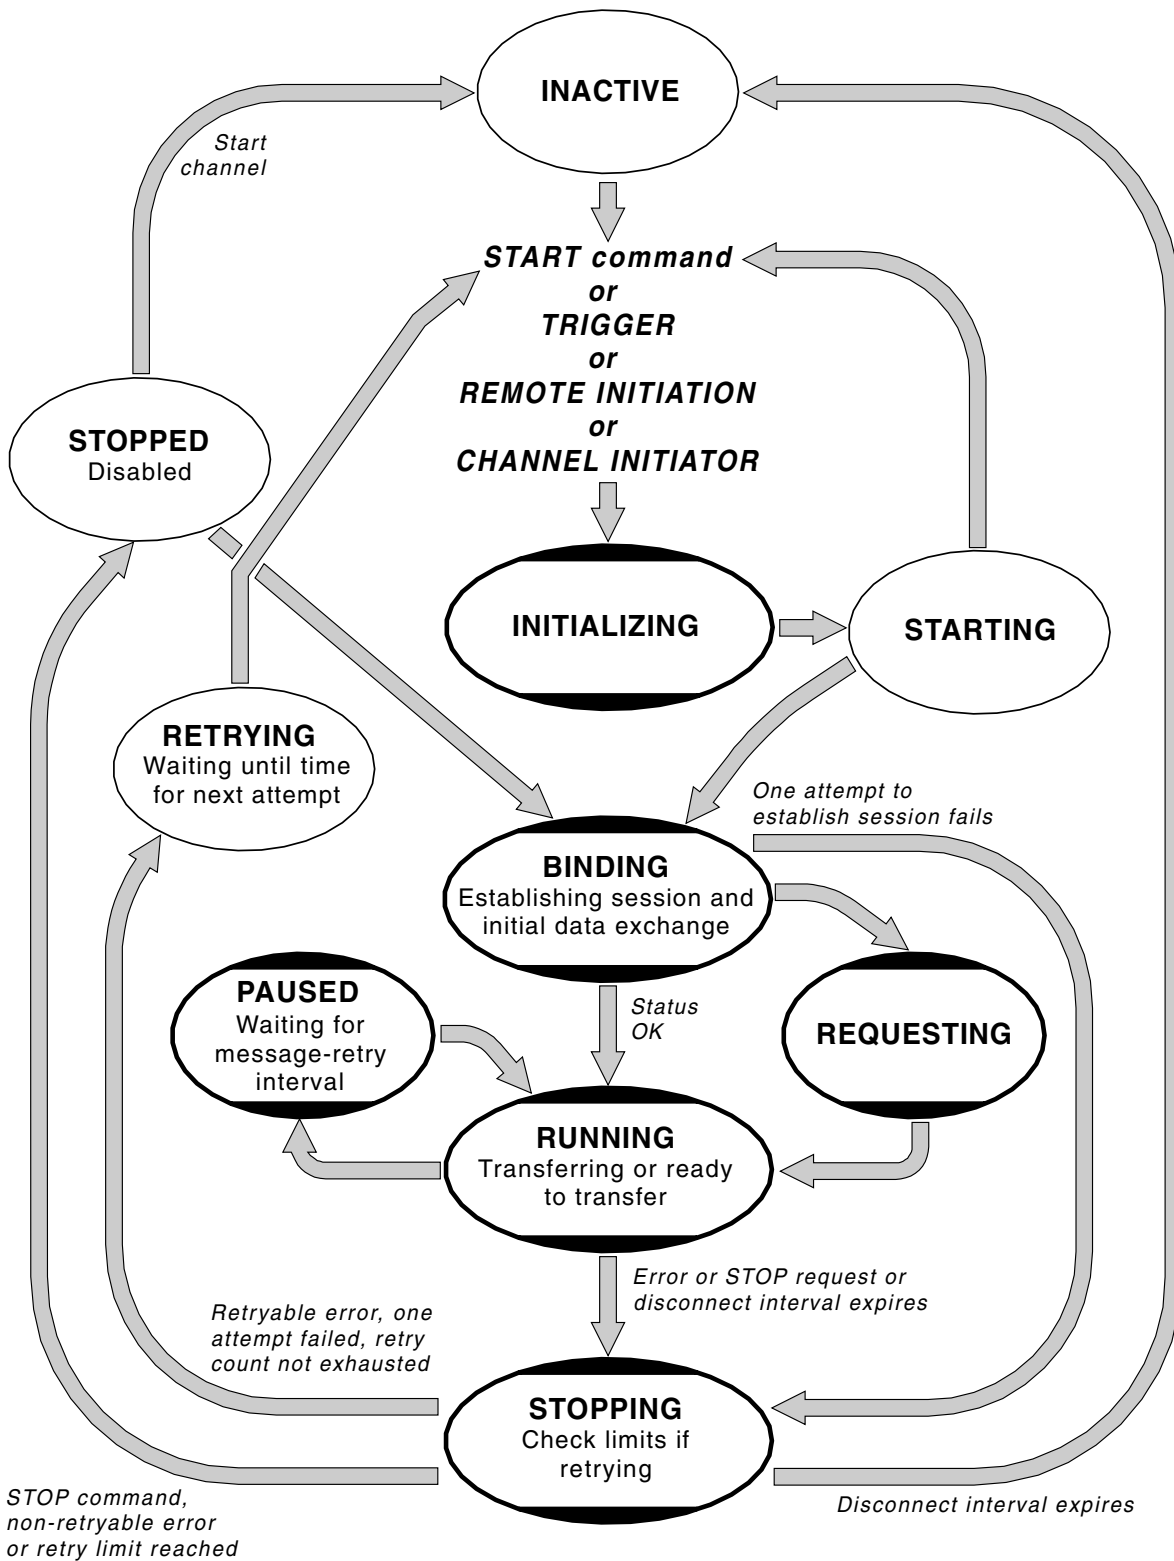 INACTIVE
Start
channel
START command
or
TRIGGER
or
REMOTE INITIATION
or
CHANNEL INITIATOR
STOPPED
Disabled
INITIALIZING
STARTING
RETRYING
Waiting until time
for next attempt
One attempt to
establish session fails
BINDING
Establishing session and
initial data exchange
PAUSED
Waiting for
message-retry
interval
Status
OK
REQUESTING
RUNNING
Transferring or ready
to transfer
Error or STOP request or
disconnect interval expires
Retryable error, one
attempt failed, retry
count not exhausted
STOPPING
Check limits if
retrying
STOP command,
non-retryable error
or retry limit reached
Disconnect interval expires